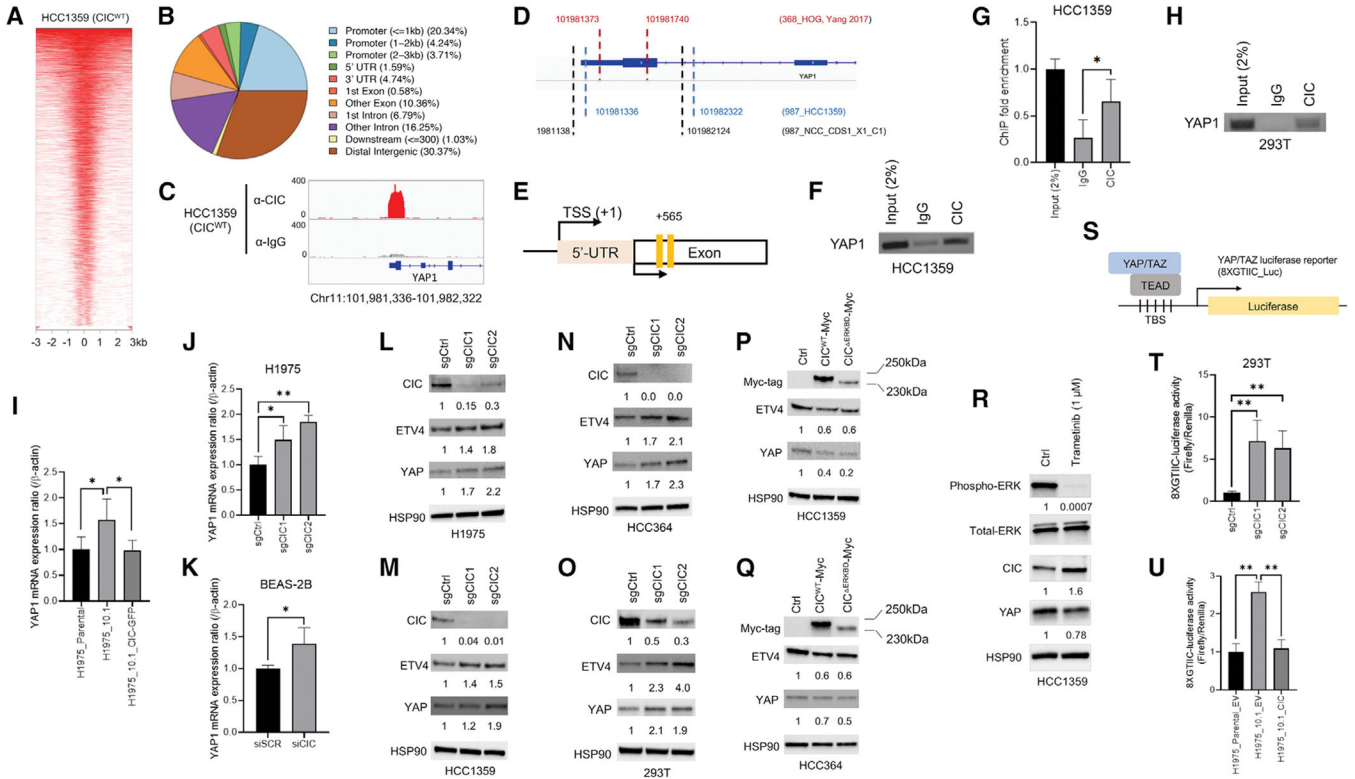 A
HCC1359 (CIC^WT)
-3 -2 -1 0 1 2 3kb
B
Promoter (<=1kb) (20.34%)
Promoter (1–2kb) (4.24%)
Promoter (2–3kb) (3.71%)
5' UTR (1.59%)
3' UTR (4.74%)
1st Exon (0.58%)
Other Exon (10.36%)
1st Intron (6.79%)
Other Intron (16.25%)
Downstream (<=300) (1.03%)
Distal Intergenic (30.37%)
C
HCC1359
(CIC^WT)
α-CIC
α-IgG
400
0
400
0
YAP1
Chr11:101,981,336-101,982,322
D
101981373
101981740
(368_HOG, Yang 2017)
YAP1
101981336
101982322
(987_HCC1359)
1981138
101982124
(987_NCC_CDS1_X1_C1)
E
TSS (+1)
+565
5'-UTR
Exon
F
Input (2%)
IgG
CIC
YAP1
HCC1359
G
HCC1359
ChIP fold enrichment
1.5
1.0
0.5
0.0
*
Input (2%)
IgG
CIC
H
Input (2%)
IgG
CIC
YAP1
293T
I
YAP1 mRNA expression ratio (/β-actin)
2.5
2.0
1.5
1.0
0.5
0.0
* *
H1975_Parental
H1975_10.1
H1975_10.1_CIC-GFP
J
H1975
YAP1 mRNA expression ratio (/β-actin)
2.5
2.0
1.5
1.0
0.5
0.0
**
*
sgCtrl
sgCIC1
sgCIC2
K
BEAS-2B
YAP1 mRNA expression ratio (/β-actin)
2.0
1.5
1.0
0.5
0.0
*
siSCR siCIC
L
sgCtrl
sgCIC1
sgCIC2
CIC
1 0.15 0.3
ETV4
1 1.4 1.8
YAP
1 1.7 2.2
HSP90
H1975
M
sgCtrl
sgCIC1
sgCIC2
CIC
1 0.04 0.01
ETV4
1 1.4 1.5
YAP
1 1.2 1.9
HSP90
HCC1359
N
sgCtrl
sgCIC1
sgCIC2
CIC
1 0.0 0.0
ETV4
1 1.7 2.1
YAP
1 1.7 2.3
HSP90
HCC364
O
sgCtrl
sgCIC1
sgCIC2
CIC
1 0.5 0.3
ETV4
1 2.3 4.0
YAP
1 2.1 1.9
HSP90
293T
P
Ctrl
CIC^WT-Myc
CIC^ΔERKBD-Myc
250kDa
Myc-tag
230kDa
ETV4
1 0.6 0.6
YAP
1 0.4 0.2
HSP90
HCC1359
Q
Ctrl
CIC^WT-Myc
CIC^ΔERKBD-Myc
250kDa
Myc-tag
230kDa
ETV4
1 0.6 0.6
YAP
1 0.7 0.5
HSP90
HCC364
R
Ctrl
Trametinib (1 μM)
Phospho-ERK
1 0.0007
Total-ERK
CIC
1 1.6
YAP
1 0.78
HSP90
HCC1359
S
YAP/TAZ
TEAD
TBS
YAP/TAZ luciferase reporter
(8XGTIIC_Luc)
Luciferase
T
293T
8XGTIIC-luciferase activity
(Firefly/Renilla)
15
10
5
0
**
**
sgCtrl
sgCIC1
sgCIC2
U
8XGTIIC-luciferase activity
(Firefly/Renilla)
3
2
1
0
** **
H1975_Parental_EV
H1975_10.1_EV
H1975_10.1_CIC